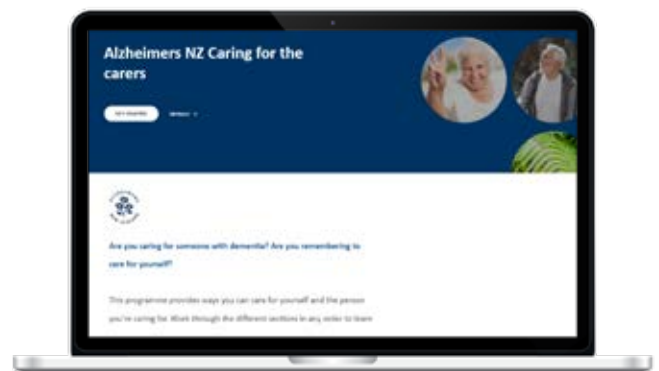 Alzheimers NZ Caring for the
carers
Are you caring for someone with dementia? Are you remembering to
care for yourself?
This programme provides ways you can care for yourself and the person
you're caring for. Work through the different sections in any order to learn